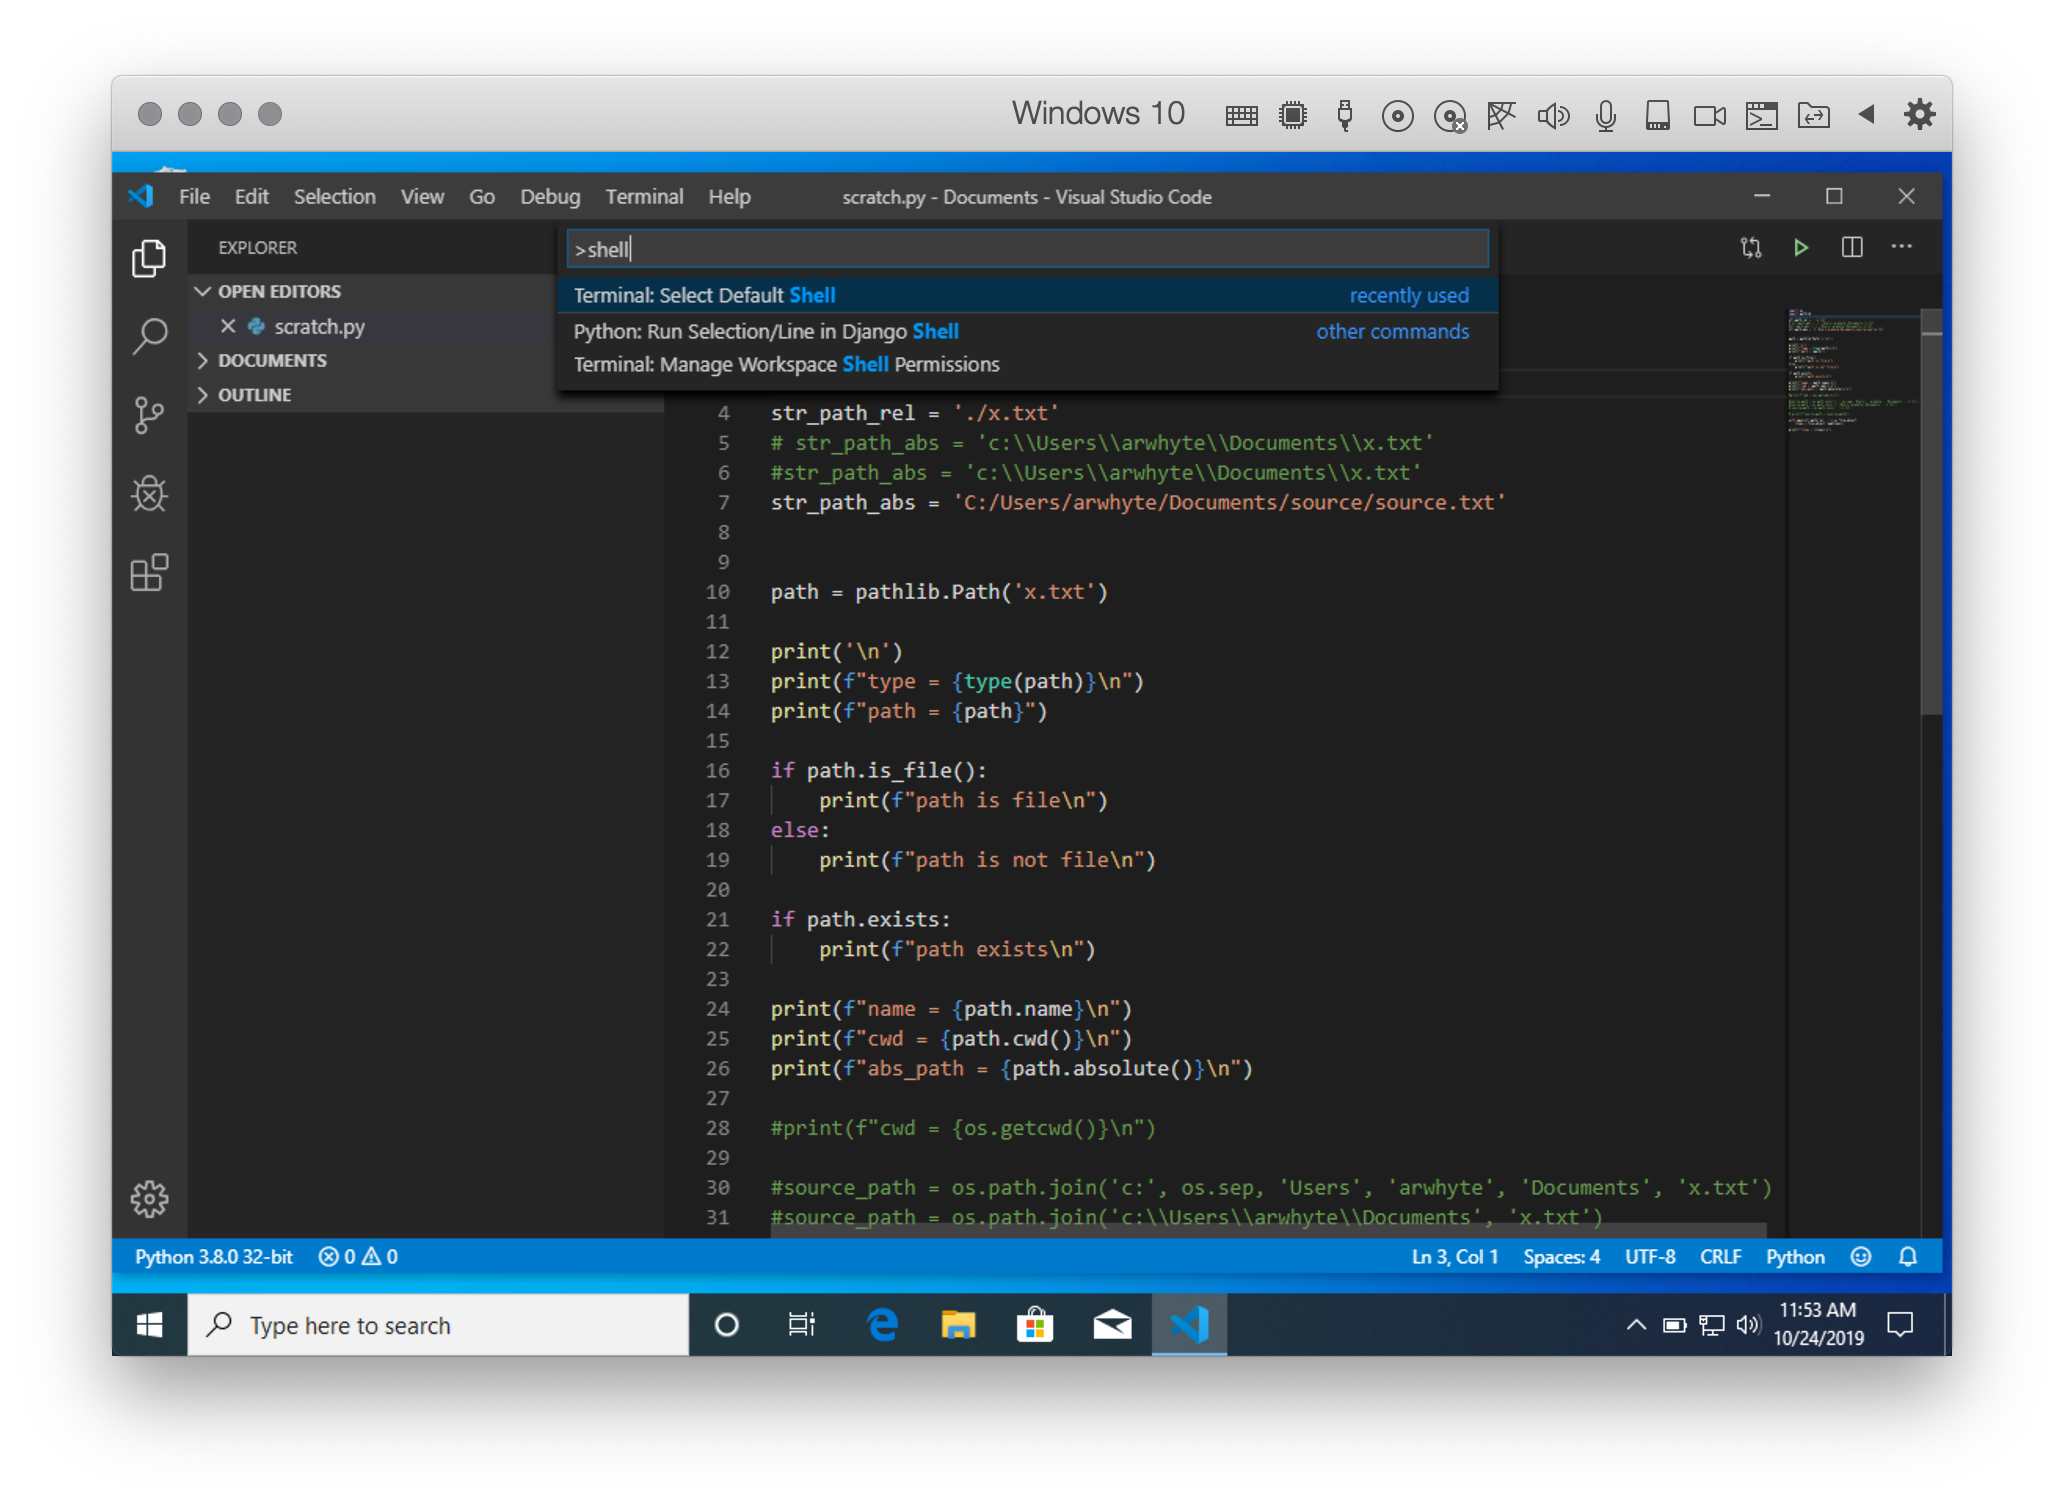 Windows 10
File Edit Selection View Go Debug Terminal Help scratch.py - Documents - Visual Studio Code
EXPLORER
>shell
OPEN EDITORS
Terminal: Select Default Shell recently used
scratch.py
Python: Run Selection/Line in Django Shell other commands
DOCUMENTS
Terminal: Manage Workspace Shell Permissions
OUTLINE
4 str_path_rel = './x.txt'
5 # str_path_abs = 'c:\\Users\\arwhyte\\Documents\\x.txt'
6 #str_path_abs = 'c:\\Users\\arwhyte\\Documents\\x.txt'
7 str_path_abs = 'C:/Users/arwhyte/Documents/source/source.txt'
8
9
10 path = pathlib.Path('x.txt')
11
12 print('\n')
13 print(f"type = {type(path)}\n")
14 print(f"path = {path}")
15
16 if path.is_file():
17 print(f"path is file\n")
18 else:
19 print(f"path is not file\n")
20
21 if path.exists:
22 print(f"path exists\n")
23
24 print(f"name = {path.name}\n")
25 print(f"cwd = {path.cwd()}\n")
26 print(f"abs_path = {path.absolute()}\n")
27
28 #print(f"cwd = {os.getcwd()}\n")
29
30 #source_path = os.path.join('c:', os.sep, 'Users', 'arwhyte', 'Documents', 'x.txt')
31 #source_path = os.path.join('c:\\Users\\arwhyte\\Documents', 'x.txt')
Python 3.8.0 32-bit 0 0 Ln 3, Col 1 Spaces: 4 UTF-8 CRLF Python
Type here to search
11:53 AM
10/24/2019